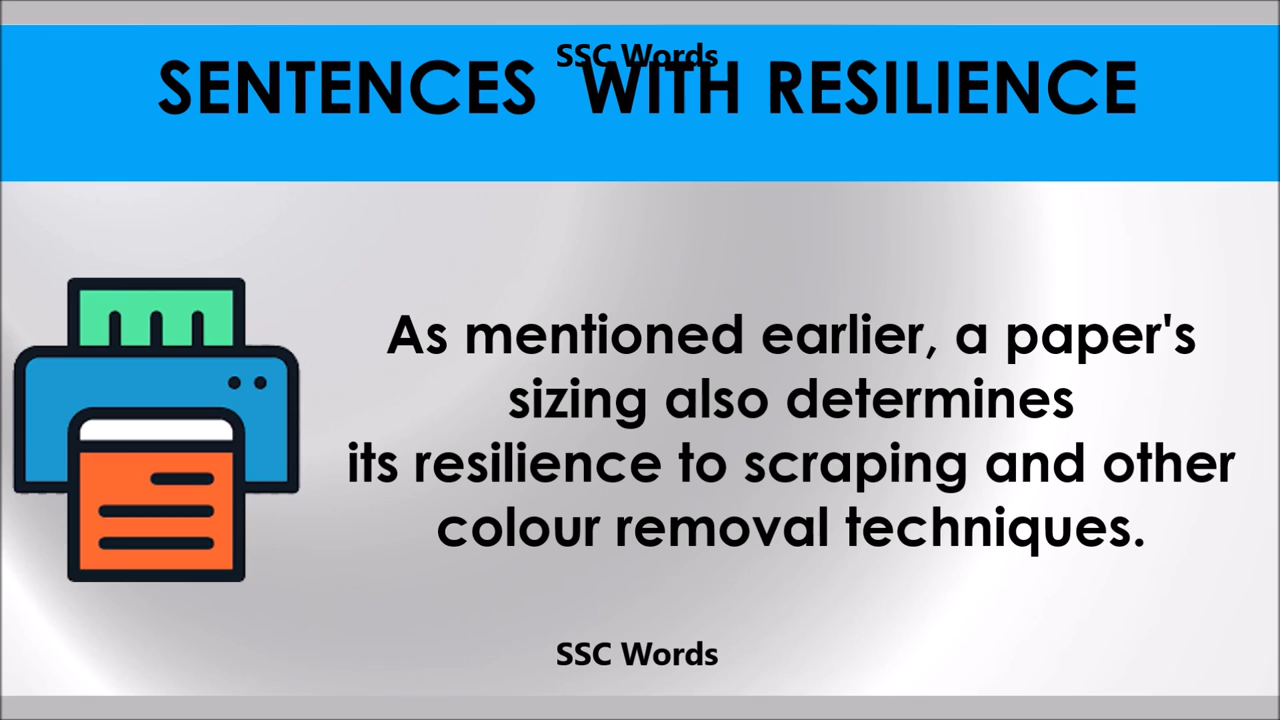 SSC Words
SENTENCES WITH RESILIENCE
As mentioned earlier, a paper's
sizing also determines
its resilience to scraping and other
colour removal techniques.
SSC Words